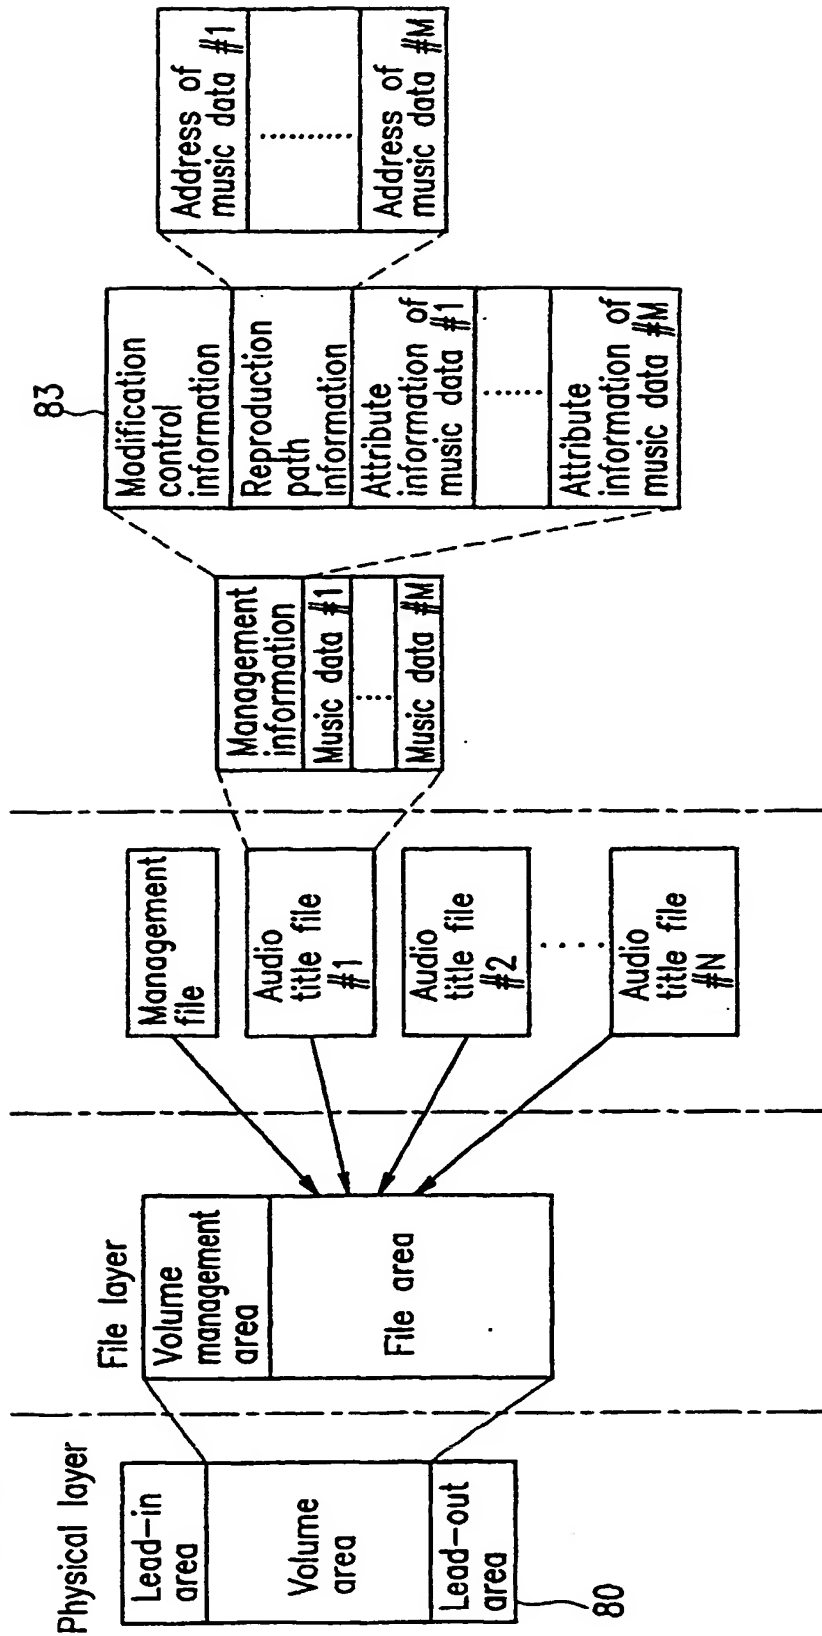 Physical layer
Lead-in
area
Volume
area
Lead-out
area
80
File layer
Volume
management
area
File area
Management
file
Audio
title file
#1
Audio
title file
#2
Audio
title file
#N
Management
information
Music data #1
Music data #M
83
Modification
control
information
Reproduction
path
information
Attribute
information of
music data #1
Attribute
information of
music data #M
Address of
music data #1
Address of
music data #M